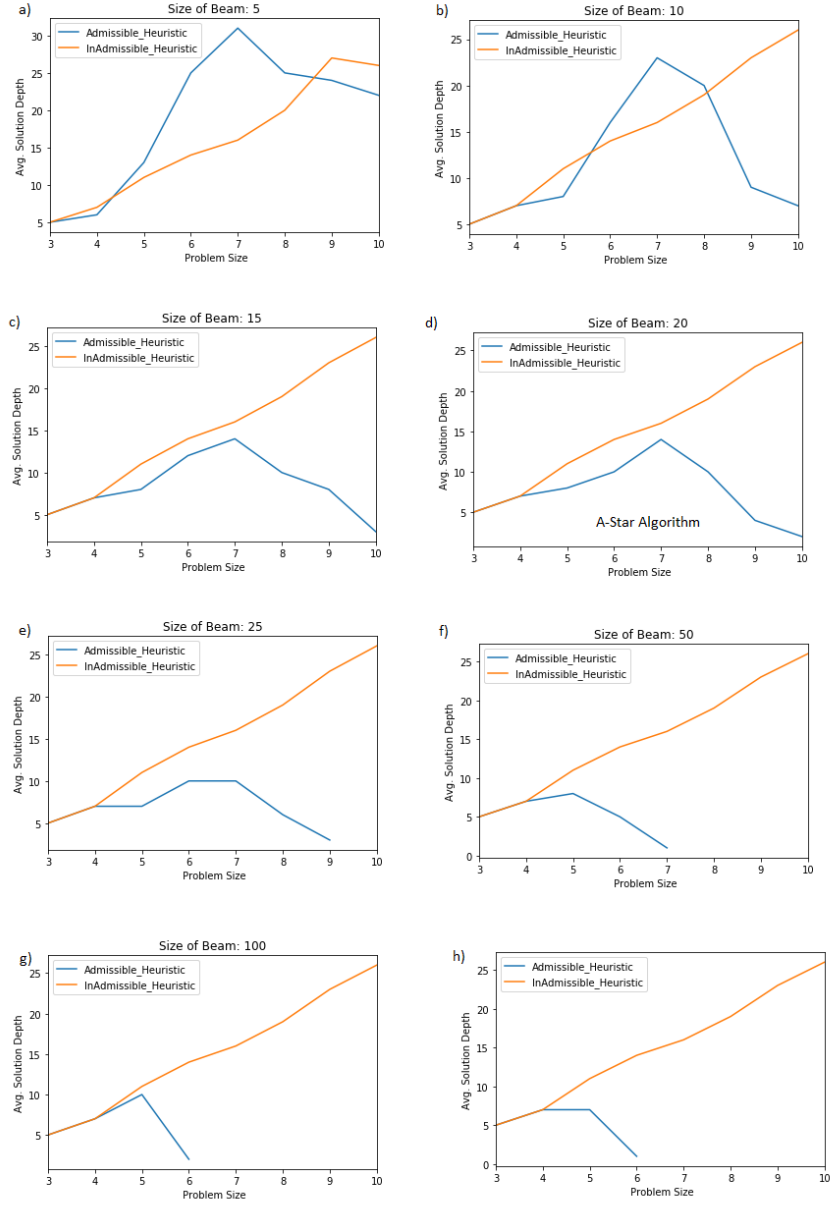 a)
Size of Beam: 5
Admissible_Heuristic
InAdmissible_Heuristic
Avg. Solution Depth
30
25
20
15
10
5
3 4 5 6 7 8 9 10
Problem Size
b)
Size of Beam: 10
Admissible_Heuristic
InAdmissible_Heuristic
Avg. Solution Depth
25
20
15
10
5
3 4 5 6 7 8 9 10
Problem Size
c)
Size of Beam: 15
Admissible_Heuristic
InAdmissible_Heuristic
Avg. Solution Depth
25
20
15
10
5
3 4 5 6 7 8 9 10
Problem Size
d)
Size of Beam: 20
Admissible_Heuristic
InAdmissible_Heuristic
Avg. Solution Depth
25
20
15
10
5
A-Star Algorithm
3 4 5 6 7 8 9 10
Problem Size
e)
Size of Beam: 25
Admissible_Heuristic
InAdmissible_Heuristic
Avg. Solution Depth
25
20
15
10
5
3 4 5 6 7 8 9 10
Problem Size
f)
Size of Beam: 50
Admissible_Heuristic
InAdmissible_Heuristic
Avg. Solution Depth
25
20
15
10
5
0
3 4 5 6 7 8 9 10
Problem Size
g)
Size of Beam: 100
Admissible_Heuristic
InAdmissible_Heuristic
Avg. Solution Depth
25
20
15
10
5
3 4 5 6 7 8 9 10
Problem Size
h)
Admissible_Heuristic
InAdmissible_Heuristic
Avg. Solution Depth
25
20
15
10
5
0
3 4 5 6 7 8 9 10
Problem Size